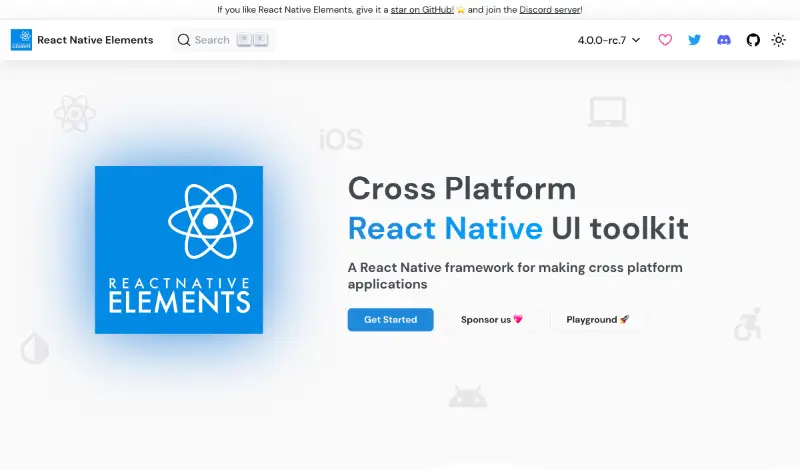 If you like React Native Elements, give it a star on GitHub! ⭐ and join the Discord server!
React Native Elements
Search
⌘ K
4.0.0-rc.7
iOS
REACT NATIVE
ELEMENTS
Cross Platform
React Native UI toolkit
A React Native framework for making cross platform
applications
Get Started
Sponsor us 💖
Playground 🚀